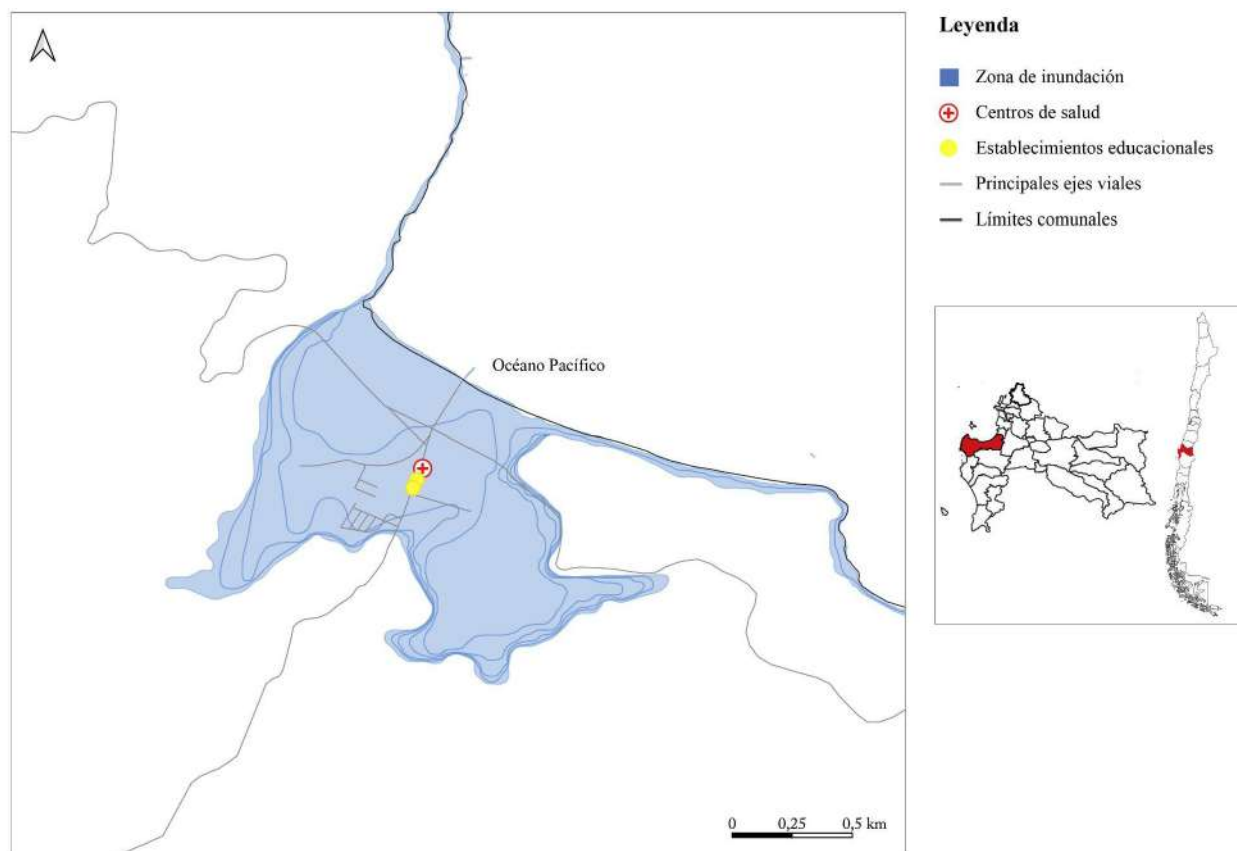 Leyenda
Zona de inundación
Centros de salud
Establecimientos educacionales
Principales ejes viales
Límites comunales
Océano Pacífico
0 0,25 0,5 km